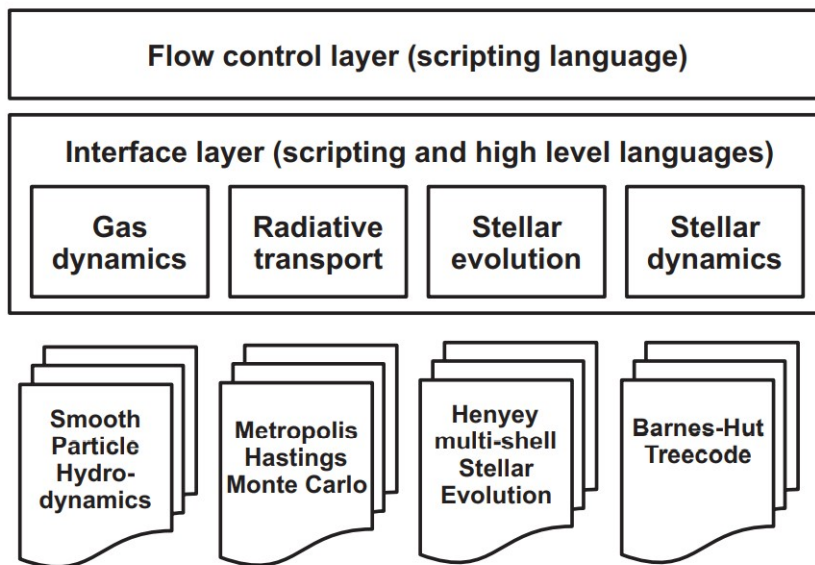 Flow control layer (scripting language)
Interface layer (scripting and high level languages)
Gas
dynamics
Radiative
transport
Stellar
evolution
Stellar
dynamics
Smooth
Particle
Hydro-
dynamics
Metropolis
Hastings
Monte Carlo
Henyey
multi-shell
Stellar
Evolution
Barnes-Hut
Treecode